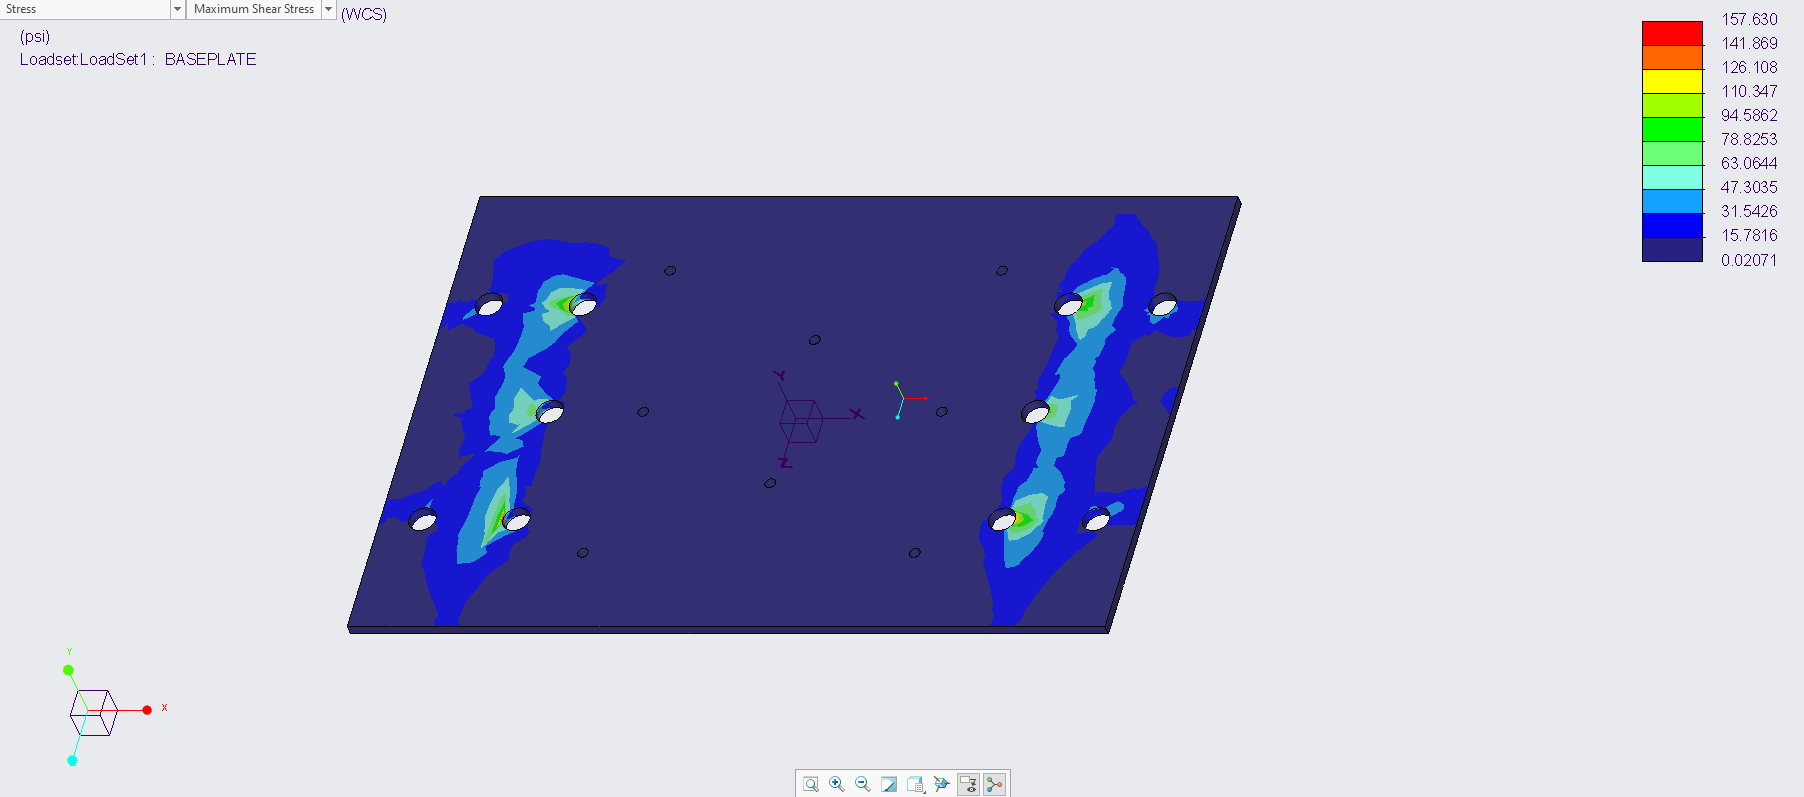 Stress Maximum Shear Stress (WCS)
(psi)
Loadset:LoadSet1 : BASEPLATE
157.630
141.869
126.108
110.347
94.5862
78.8253
63.0644
47.3035
31.5426
15.7816
0.02071
Y
X
Z
Y
X